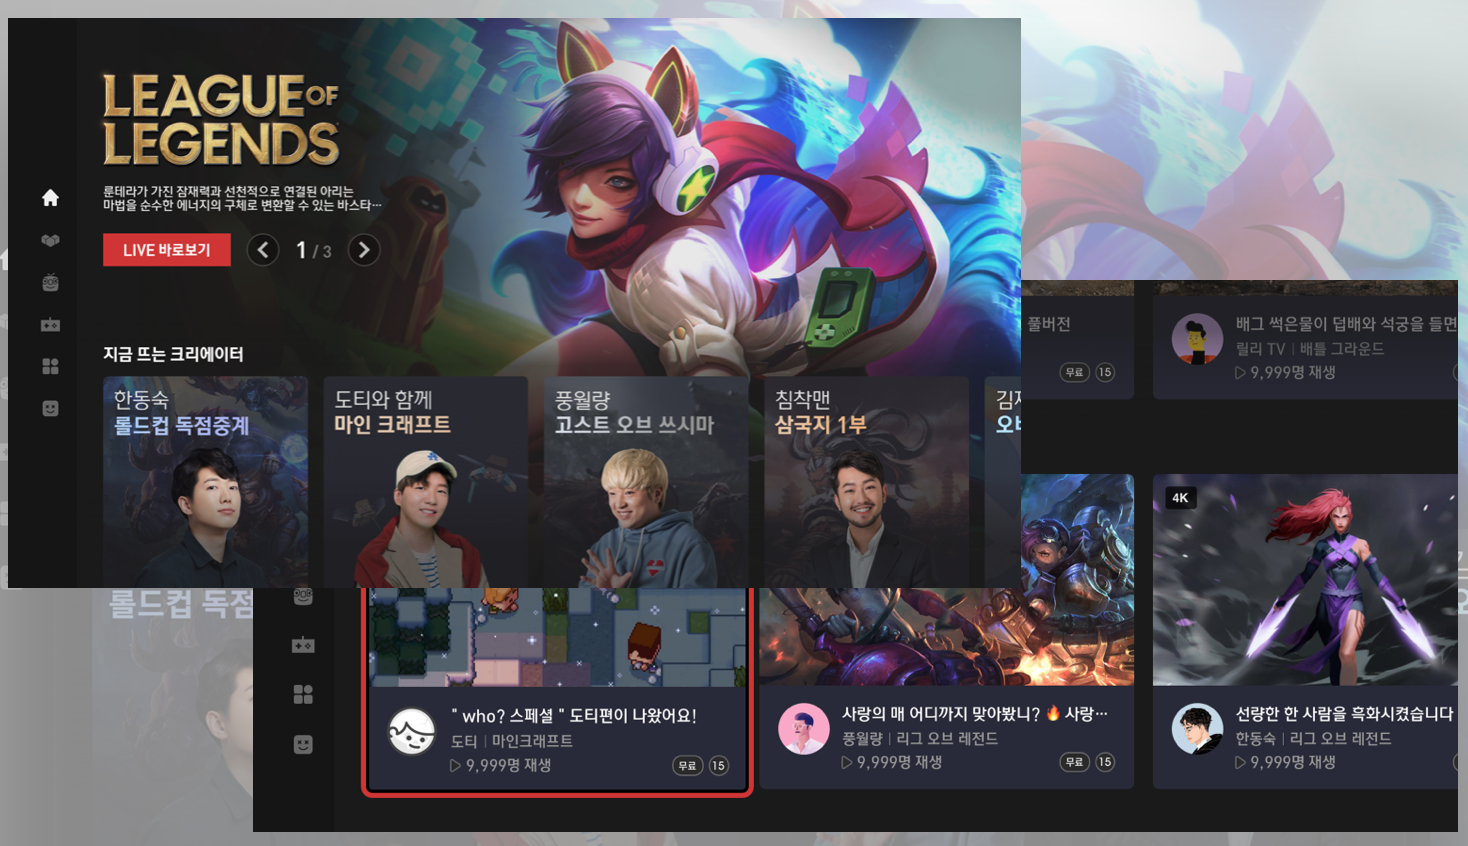 LEAGUE OF
LEGENDS
룬테라가 가진 잠재력과 선천적으로 연결된 아리는
마법을 순수한 에너지의 구체로 변환할 수 있는 바스타…
LIVE 바로보기
1 / 3
지금 뜨는 크리에이터
한동숙
롤드컵 독점중계
도티와 함께
마인 크래프트
풍월량
고스트 오브 쓰시마
침착맨
삼국지 1부
풀버전
무료 15
배그 썩은물이 덥배와 석궁을 들면
릴리 TV | 배틀 그라운드
▷ 9,999명 재생
4K
롤드컵 독점
" who? 스페셜 " 도티편이 나왔어요!
도티 | 마인크래프트
▷ 9,999명 재생
무료 15
사랑의 매 어디까지 맞아봤니? 🔥 사랑…
풍월량 | 리그 오브 레전드
▷ 9,999명 재생
무료 15
선량한 한 사람을 흑화시켰습니다
한동숙 | 리그 오브 레전드
▷ 9,999명 재생